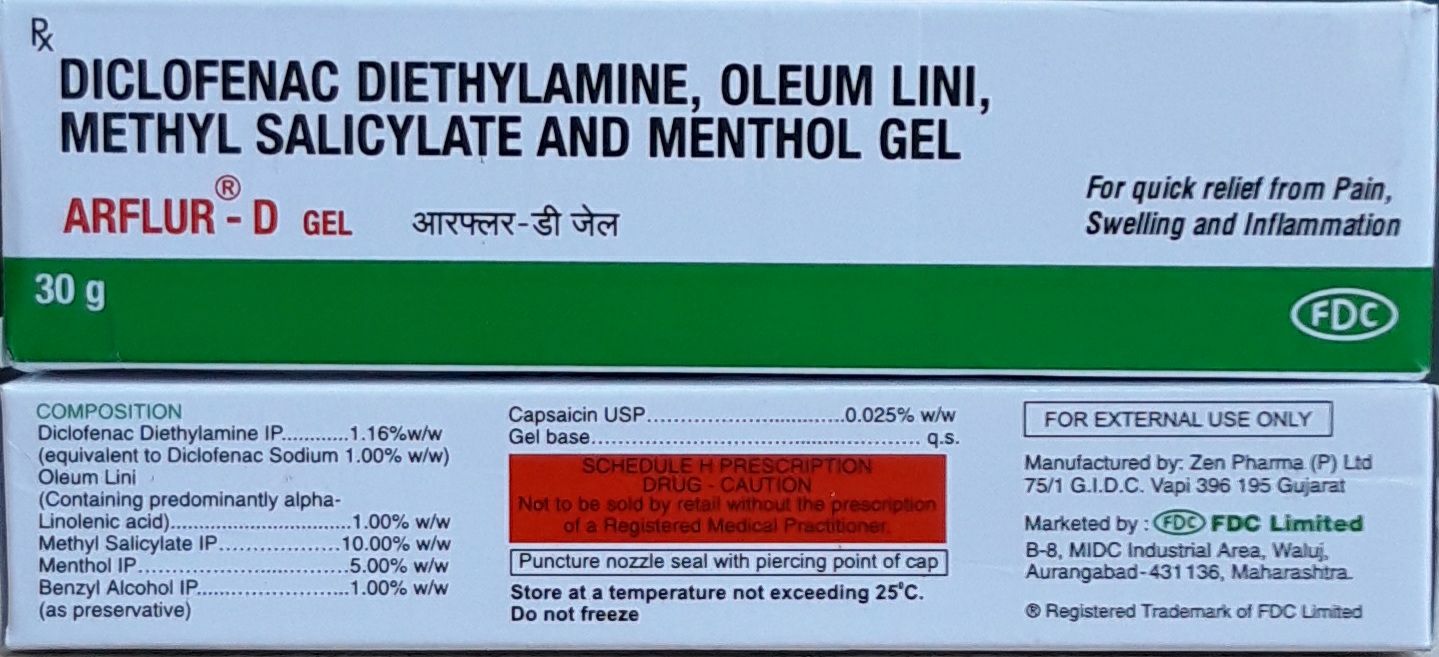 Rx
DICLOFENAC DIETHYLAMINE, OLEUM LINI,
METHYL SALICYLATE AND MENTHOL GEL
ARFLUR® - D GEL आरफ्लर-डी जेल
For quick relief from Pain,
Swelling and Inflammation
30 g
FDC
COMPOSITION
Diclofenac Diethylamine IP............1.16%w/w
(equivalent to Diclofenac Sodium 1.00% w/w)
Oleum Lini
(Containing predominantly alpha-
Linolenic acid)............................1.00% w/w
Methyl Salicylate IP...................10.00% w/w
Menthol IP.................................5.00% w/w
Benzyl Alcohol IP.......................1.00% w/w
(as preservative)
Capsaicin USP..............................0.025% w/w
Gel base.................................................. q.s.
SCHEDULE H PRESCRIPTION
DRUG - CAUTION
Not to be sold by retail without the prescription
of a Registered Medical Practitioner.
Puncture nozzle seal with piercing point of cap
Store at a temperature not exceeding 25°C.
Do not freeze
FOR EXTERNAL USE ONLY
Manufactured by: Zen Pharma (P) Ltd
75/1 G.I.D.C. Vapi 396 195 Gujarat
Marketed by : FDC FDC Limited
B-8, MIDC Industrial Area, Waluj,
Aurangabad-431 136, Maharashtra.
® Registered Trademark of FDC Limited